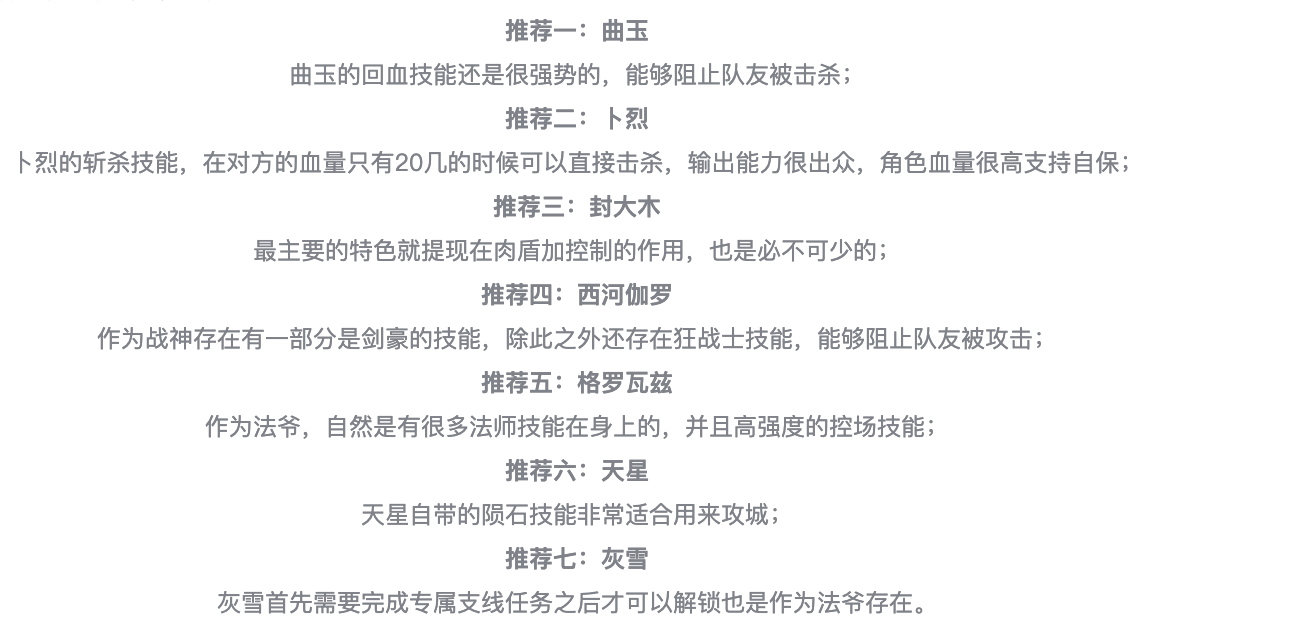 推荐一：曲玉
曲玉的回血技能还是很强势的，能够阻止队友被击杀；
推荐二：卜烈
卜烈的斩杀技能，在对方的血量只有20几的时候可以直接击杀，输出能力很出众，角色血量很高支持自保；
推荐三：封大木
最主要的特色就提现在肉盾加控制的作用，也是必不可少的；
推荐四：西河伽罗
作为战神存在有一部分是剑豪的技能，除此之外还存在狂战士技能，能够阻止队友被攻击；
推荐五：格罗瓦兹
作为法爷，自然是有很多法师技能在身上的，并且高强度的控场技能；
推荐六：天星
天星自带的陨石技能非常适合用来攻城；
推荐七：灰雪
灰雪首先需要完成专属支线任务之后才可以解锁也是作为法爷存在。